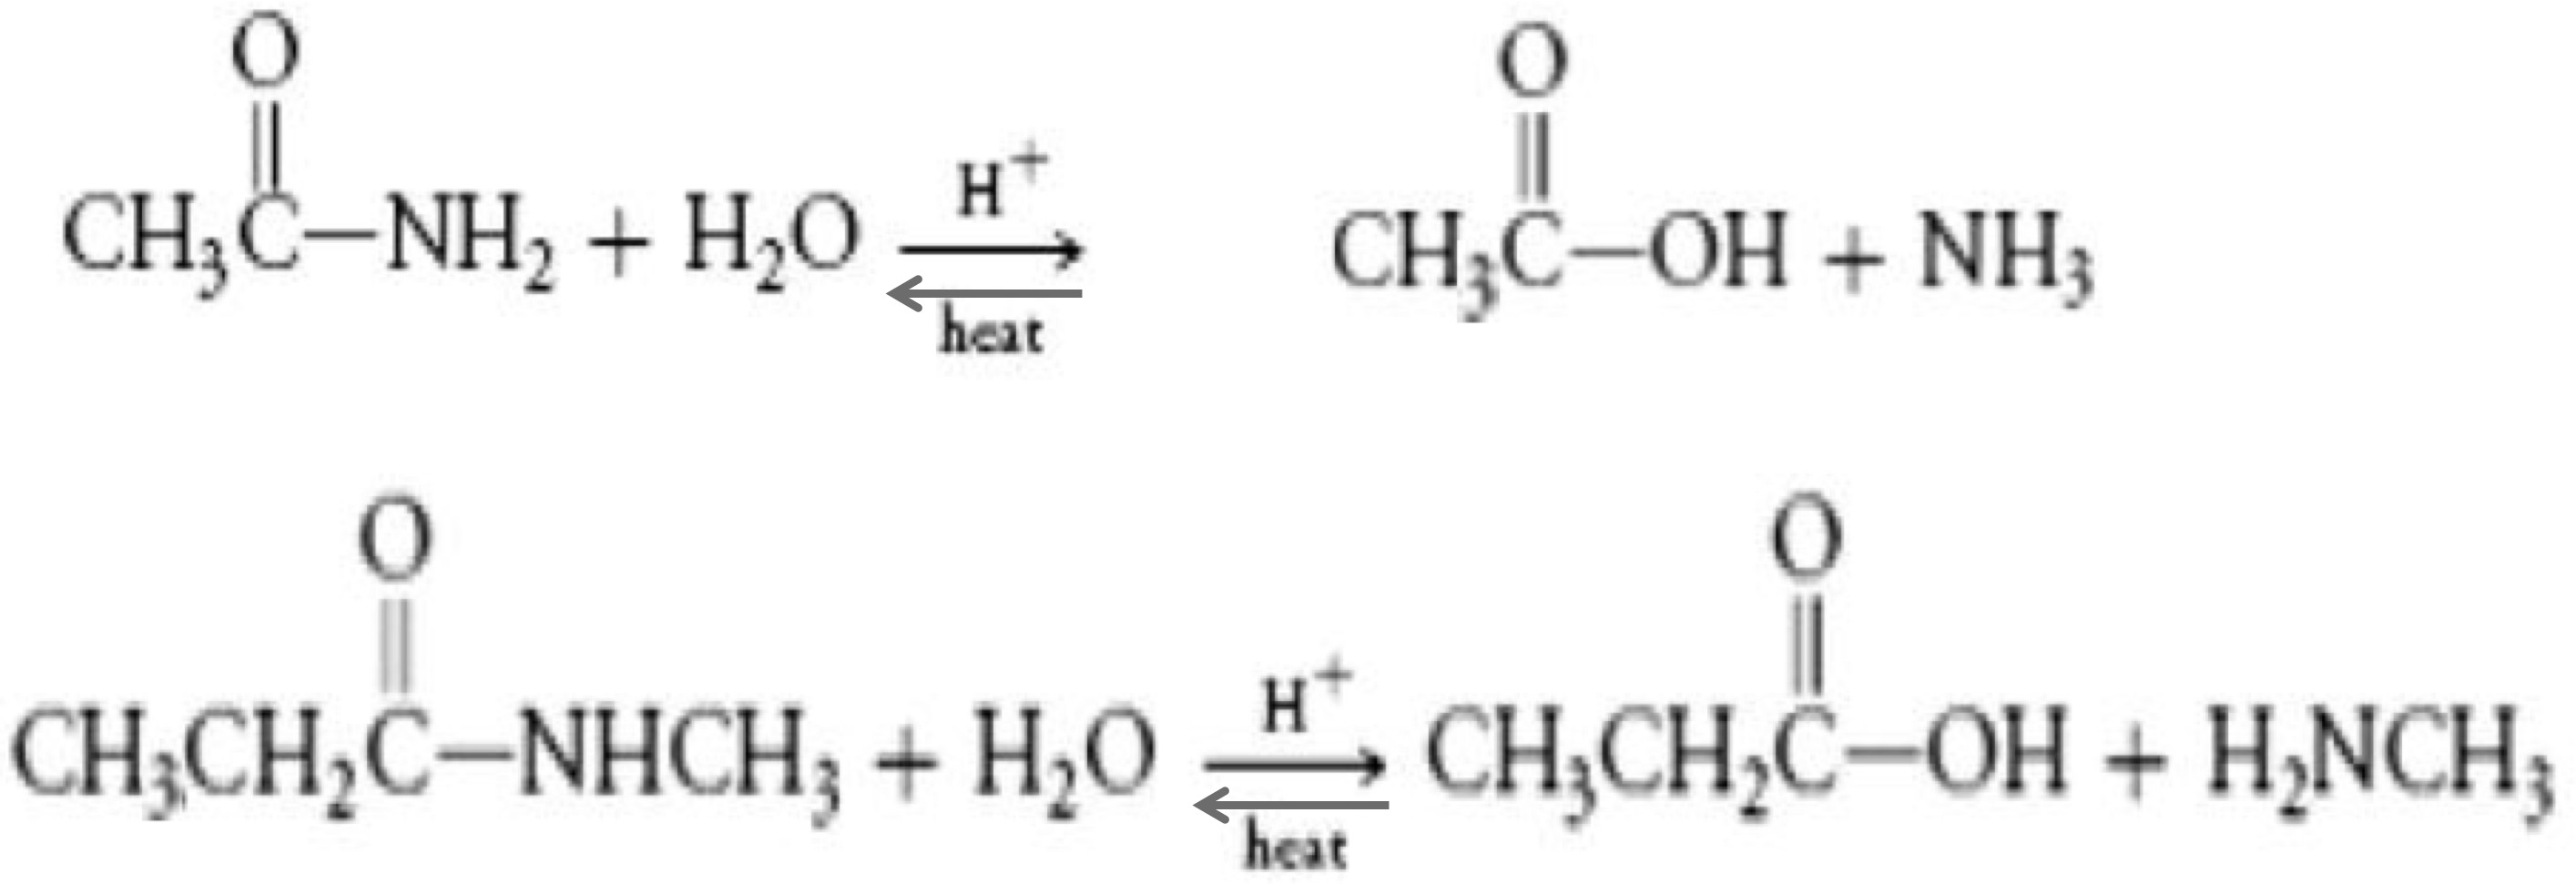 O
CH₃C—NH₂ + H₂O
H⁺
heat
O
CH₃C—OH + NH₃
O
CH₃CH₂C—NHCH₃ + H₂O
H⁺
heat
O
CH₃CH₂C—OH + H₂NCH₃